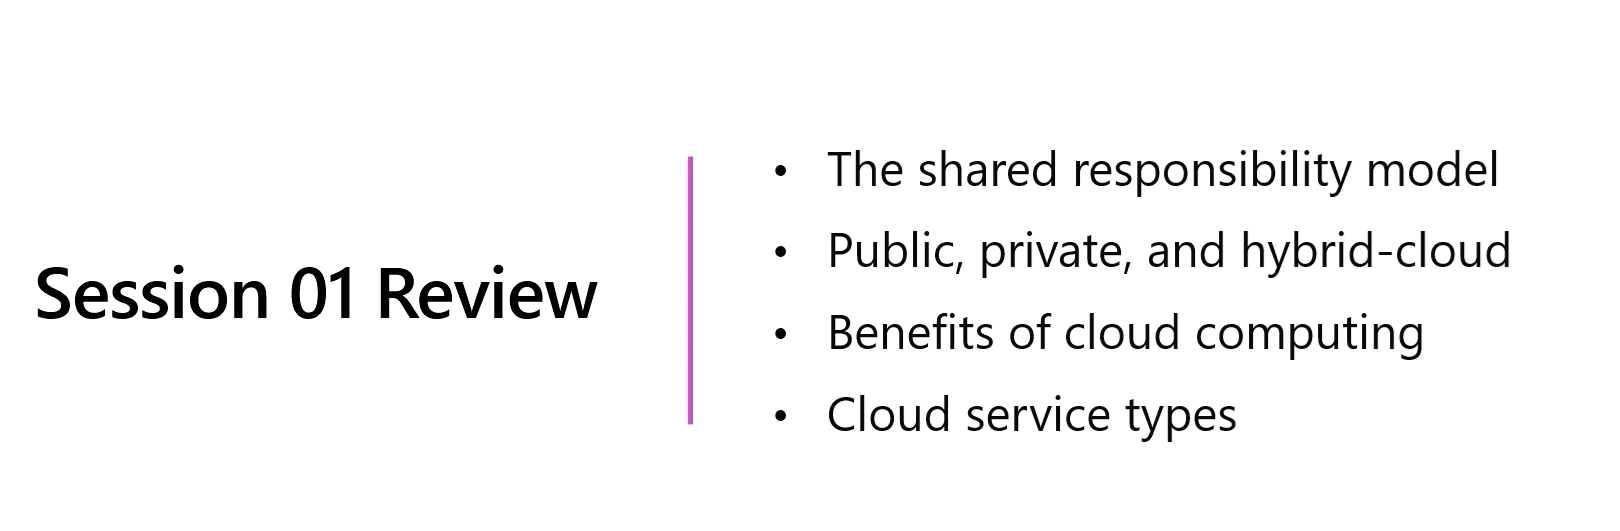 Session 01 Review
• The shared responsibility model
• Public, private, and hybrid-cloud
• Benefits of cloud computing
• Cloud service types